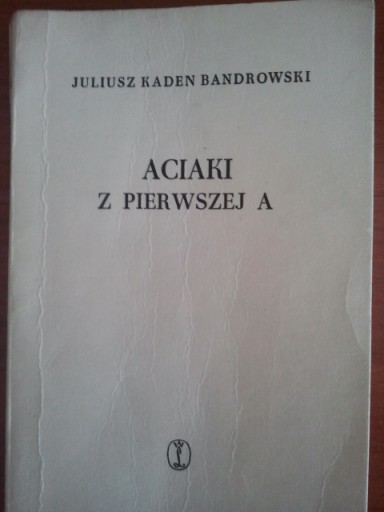 JULIUSZ KADEN BANDROWSKI
ACIAKI
Z PIERWSZEJ A